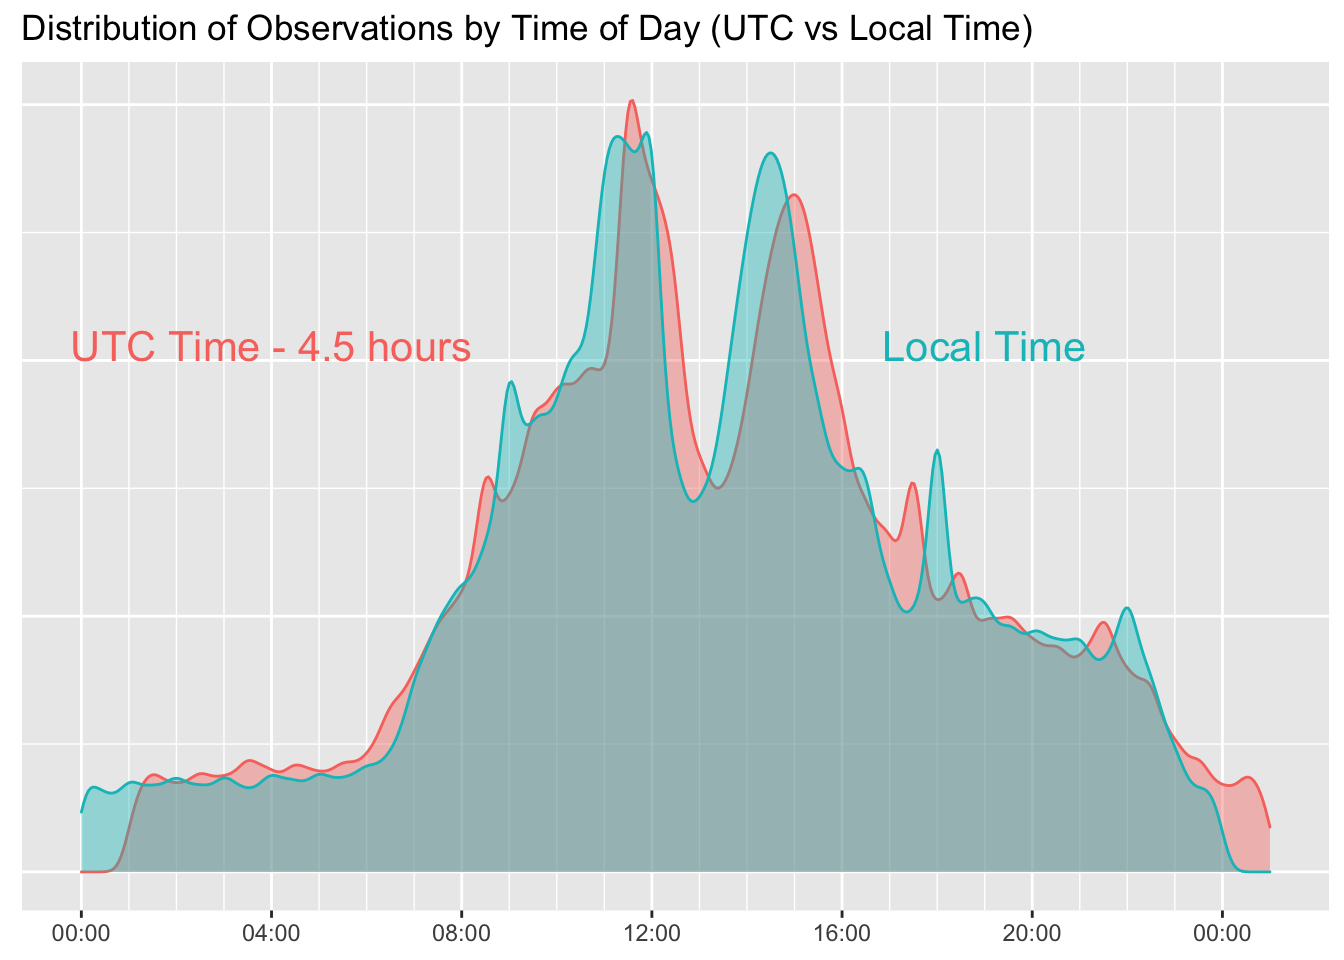 Distribution of Observations by Time of Day (UTC vs Local Time)
UTC Time - 4.5 hours
Local Time
00:00 04:00 08:00 12:00 16:00 20:00 00:00